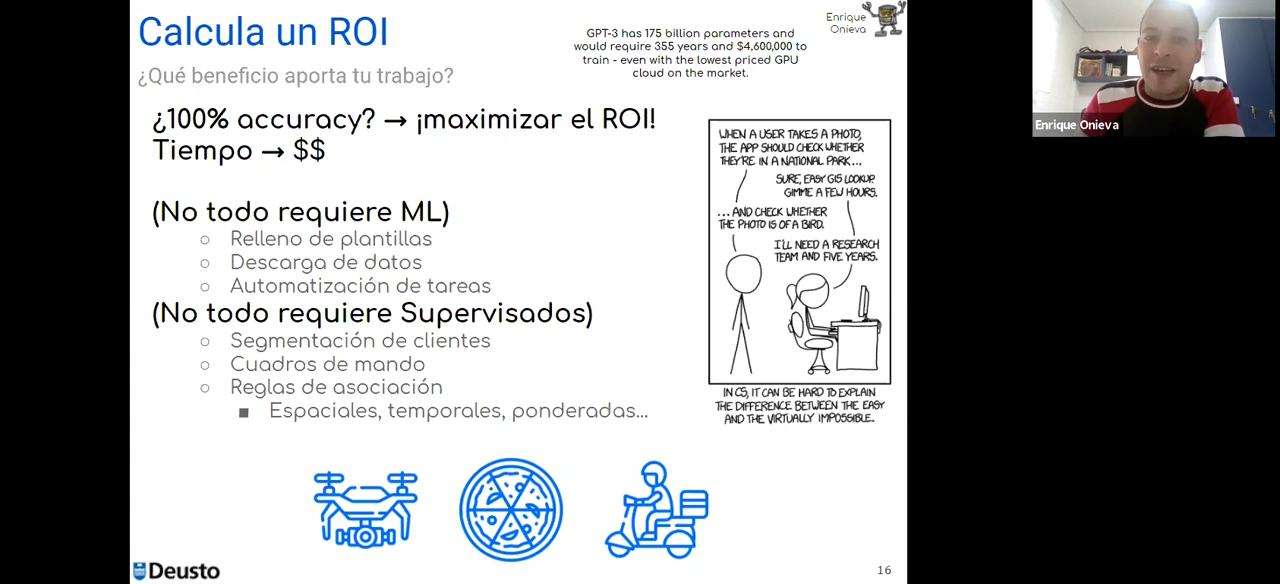 Calcula un ROI
¿Qué beneficio aporta tu trabajo?
GPT-3 has 175 billion parameters and
would require 355 years and $4,600,000 to
train - even with the lowest priced GPU
cloud on the market.
Enrique
Onieva
¿100% accuracy? → ¡maximizar el ROI!
Tiempo → $$
(No todo requiere ML)
○ Relleno de plantillas
○ Descarga de datos
○ Automatización de tareas
(No todo requiere Supervisados)
○ Segmentación de clientes
○ Cuadros de mando
○ Reglas de asociación
■ Espaciales, temporales, ponderadas...
WHEN A USER TAKES A PHOTO,
THE APP SHOULD CHECK WHETHER
THEY'RE IN A NATIONAL PARK...
SURE, EASY GIS LOOKUP.
GIMME A FEW HOURS.
...AND CHECK WHETHER
THE PHOTO IS OF A BIRD.
I'LL NEED A RESEARCH
TEAM AND FIVE YEARS.
IN CS, IT CAN BE HARD TO EXPLAIN
THE DIFFERENCE BETWEEN THE EASY
AND THE VIRTUALLY IMPOSSIBLE.
Deusto
16
Enrique Onieva